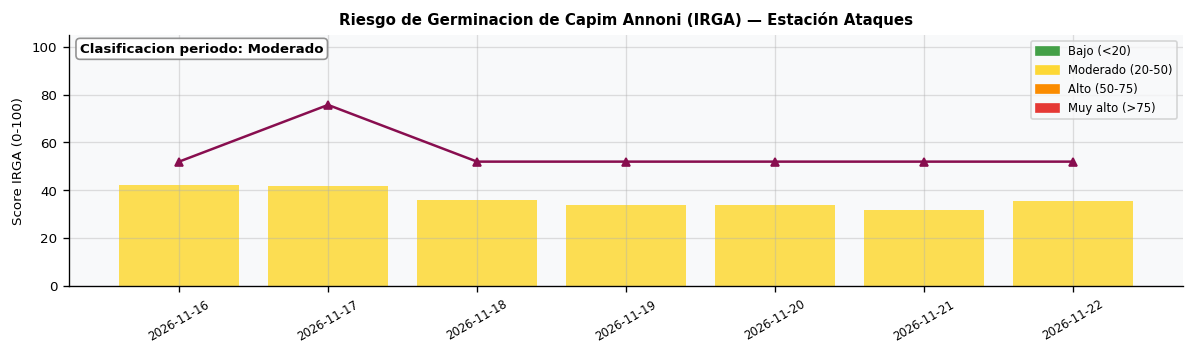 Riesgo de Germinacion de Capim Annoni (IRGA) — Estación Ataques
Clasificacion periodo: Moderado
Bajo (<20)
Moderado (20-50)
Alto (50-75)
Muy alto (>75)
Score IRGA (0-100)
100
80
60
40
20
0
2026-11-16
2026-11-17
2026-11-18
2026-11-19
2026-11-20
2026-11-21
2026-11-22